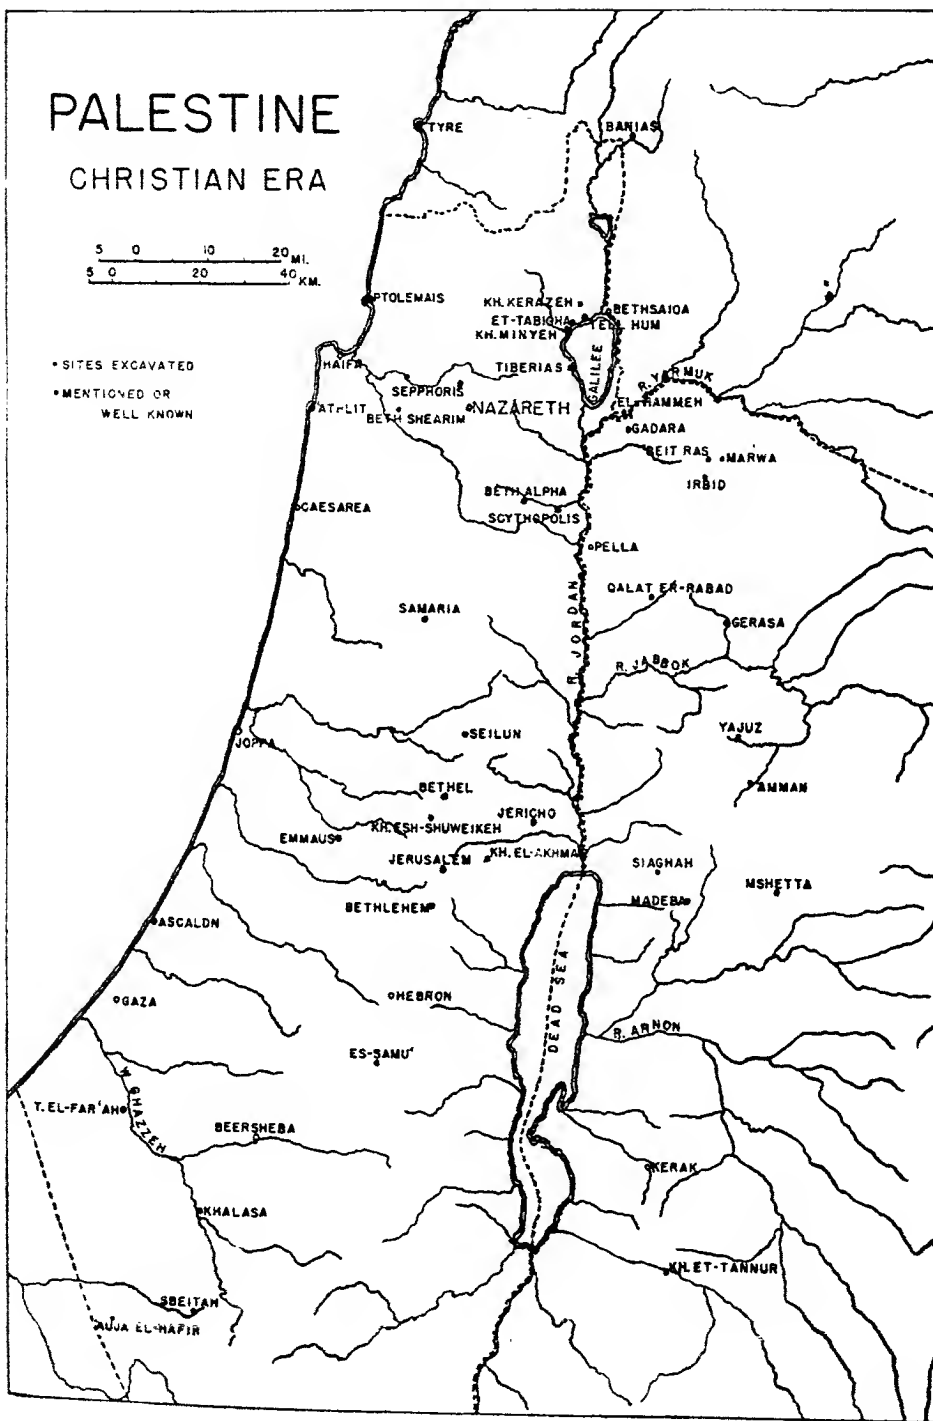 PALESTINE
CHRISTIAN ERA
5 0 10 20 MI.
5 0 20 40 KM.
• SITES EXCAVATED
• MENTIONED OR
WELL KNOWN
TYRE
BANIAS
PTOLEMAIS
KH. KERAZEH
BETHSAIDA
ET-TABIGHA
TELL HUM
KH. MINYEH
HAIFA
TIBERIAS
GALILEE
R. YARMUK
SEPPHORIS
EL-HAMMEH
ATHLIT
BETH SHEARIM
NAZARETH
GADARA
BEIT RAS
MARWA
IRBID
BETH ALPHA
CAESAREA
SCYTHOPOLIS
PELLA
QALAT ER-RABAD
SAMARIA
GERASA
R. JORDAN
R. JABBOK
JOPPA
SEILUN
YAJUZ
BETHEL
AMMAN
JERICHO
KH. ESH-SHUWEIKEH
EMMAUS
JERUSALEM
KH. EL-AKHMAR
SIAGHAH
MSHETTA
BETHLEHEM
MADEBA
ASCALON
DEAD SEA
GAZA
HEBRON
R. ARNON
ES-SAMU'
W. GHAZZEH
T. EL-FAR'AH
BEERSHEBA
KERAK
KHALASA
KH. ET-TANNUR
SBEITAH
AUJA EL-HAFIR